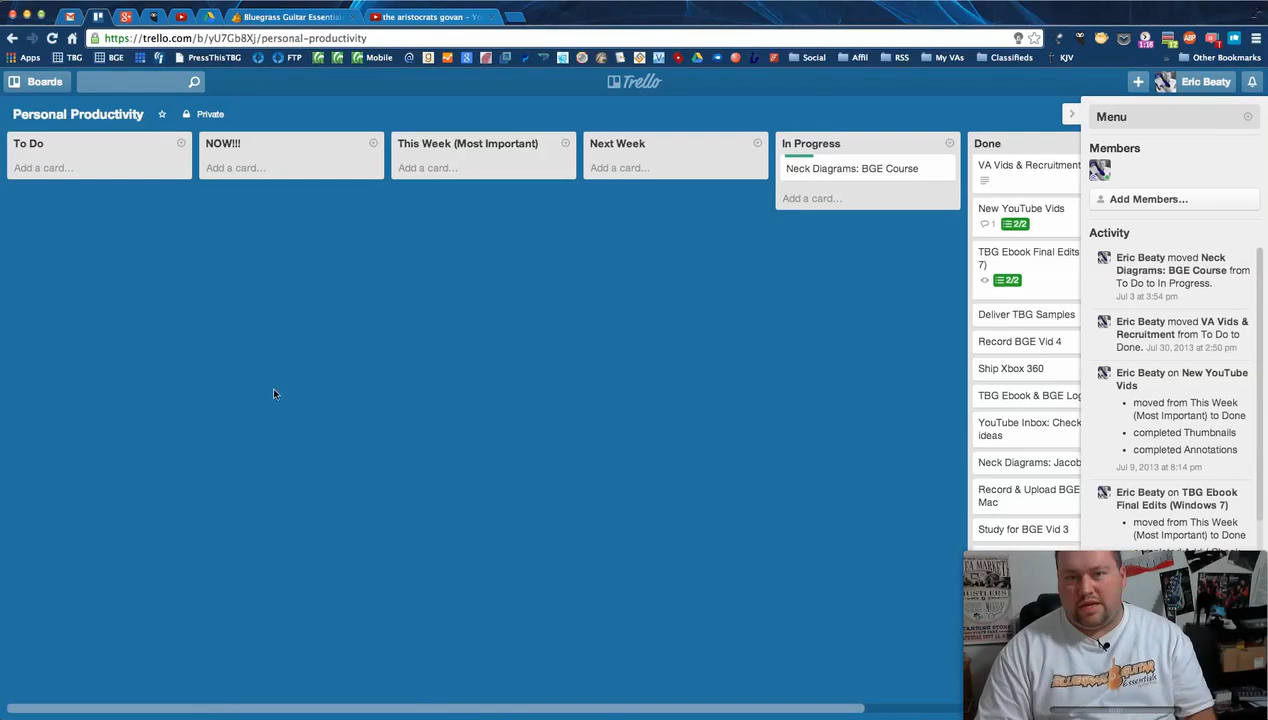 Bluegrass Guitar Essential
the aristocrats govan - Yo
https://trello.com/b/yU7Gb8Xj/personal-productivity
Apps TBG BGE PressThisTBG FTP Mobile Social Affil RSS My VAs Classifieds KJV Other Bookmarks
1:16
Boards Trello Eric Beaty
Personal Productivity Private
Menu
To Do
Add a card…
NOW!!!
Add a card…
This Week (Most Important)
Add a card…
Next Week
Add a card…
In Progress
Neck Diagrams: BGE Course
Add a card…
Done
VA Vids & Recruitment
New YouTube Vids
1 2/2
TBG Ebook Final Edits
7)
2/2
Deliver TBG Samples
Record BGE Vid 4
Ship Xbox 360
TBG Ebook & BGE Log
YouTube Inbox: Check
ideas
Neck Diagrams: Jacob
Record & Upload BGE
Mac
Study for BGE Vid 3
Members
Add Members…
Activity
Eric Beaty moved Neck
Diagrams: BGE Course from
To Do to In Progress.
Jul 3 at 3:54 pm
Eric Beaty moved VA Vids &
Recruitment from To Do to
Done. Jul 30, 2013 at 2:50 pm
Eric Beaty on New YouTube
Vids
• moved from This Week
(Most Important) to Done
• completed Thumbnails
• completed Annotations
Jul 9, 2013 at 8:14 pm
Eric Beaty on TBG Ebook
Final Edits (Windows 7)
• moved from This Week
(Most Important) to Done
BLUEGRASS GUITAR
Essentials